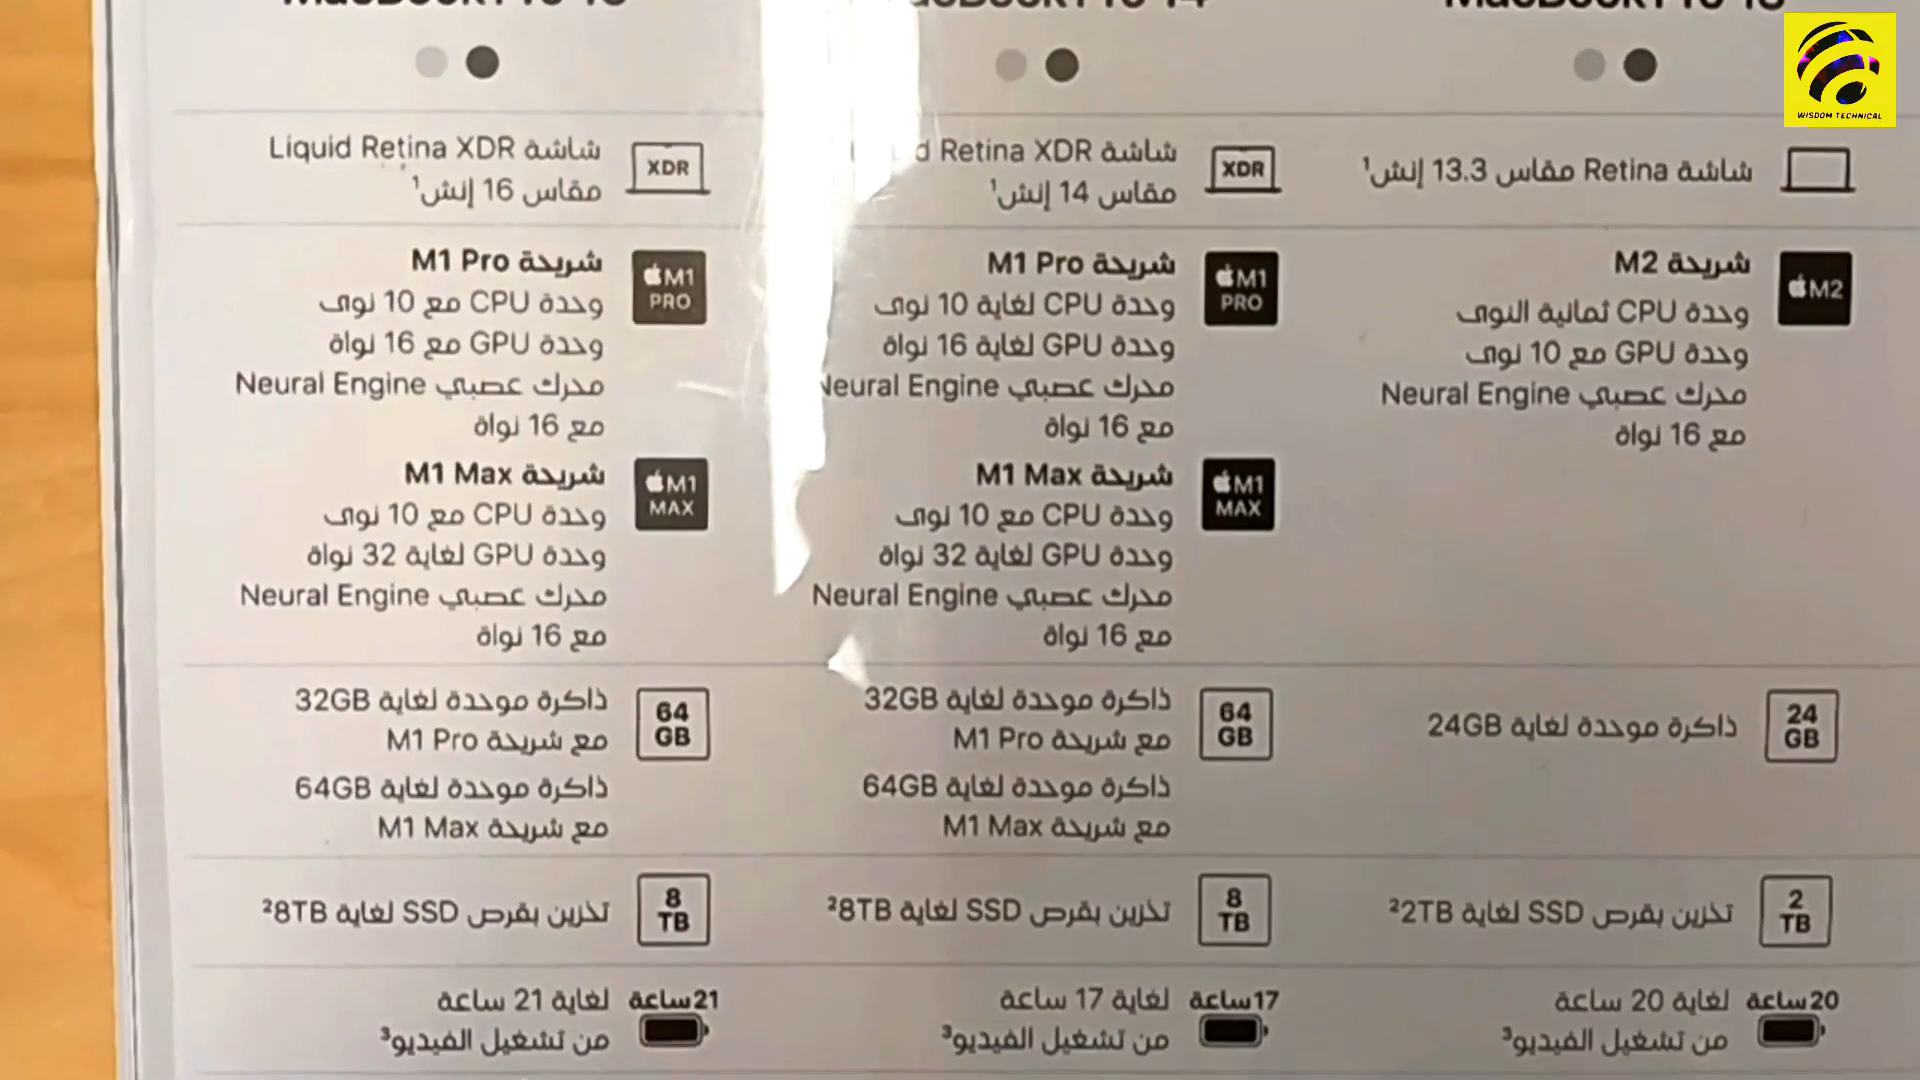 WISDOM TECHNICAL
شاشة Retina مقاس 13.3 إنش¹
شريحة M2
M2
وحدة CPU ثمانية النوى
وحدة GPU مع 10 نوى
محرك عصبي Neural Engine
مع 16 نواة
24
GB
ذاكرة موحدة لغاية 24GB
2
TB
تخزين بقرص SSD لغاية 2TB²
20 ساعة
لغاية 20 ساعة
من تشغيل الفيديو³
XDR
شاشة Retina XDR
مقاس 14 إنش¹
M1
PRO
شريحة M1 Pro
وحدة CPU لغاية 10 نوى
وحدة GPU لغاية 16 نواة
محرك عصبي Neural Engine
مع 16 نواة
M1
MAX
شريحة M1 Max
وحدة CPU مع 10 نوى
وحدة GPU لغاية 32 نواة
محرك عصبي Neural Engine
مع 16 نواة
64
GB
ذاكرة موحدة لغاية 32GB
مع شريحة M1 Pro
ذاكرة موحدة لغاية 64GB
مع شريحة M1 Max
8
TB
تخزين بقرص SSD لغاية 8TB²
17 ساعة
لغاية 17 ساعة
من تشغيل الفيديو³
XDR
شاشة Liquid Retina XDR
مقاس 16 إنش¹
M1
PRO
شريحة M1 Pro
وحدة CPU مع 10 نوى
وحدة GPU مع 16 نواة
محرك عصبي Neural Engine
مع 16 نواة
M1
MAX
شريحة M1 Max
وحدة CPU مع 10 نوى
وحدة GPU لغاية 32 نواة
محرك عصبي Neural Engine
مع 16 نواة
64
GB
ذاكرة موحدة لغاية 32GB
مع شريحة M1 Pro
ذاكرة موحدة لغاية 64GB
مع شريحة M1 Max
8
TB
تخزين بقرص SSD لغاية 8TB²
21 ساعة
لغاية 21 ساعة
من تشغيل الفيديو³